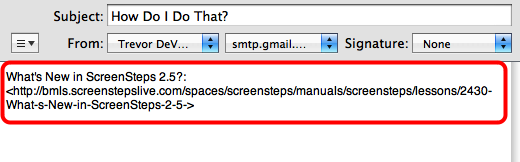 Subject: How Do I Do That?
From: Trevor DeV... smtp.gmail.... Signature: None
What's New in ScreenSteps 2.5?:
<http://bmls.screenstepslive.com/spaces/screensteps/manuals/screensteps/lessons/2430-
What-s-New-in-ScreenSteps-2-5->